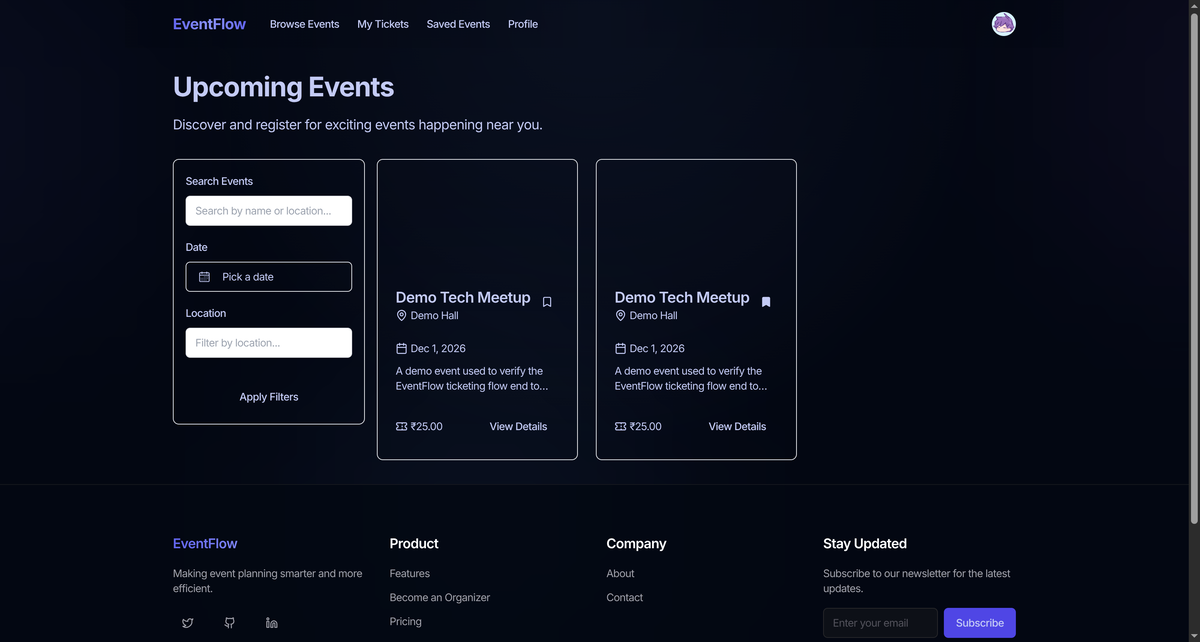 EventFlow
Browse Events
My Tickets
Saved Events
Profile
Upcoming Events
Discover and register for exciting events happening near you.
Search Events
Search by name or location...
Date
Pick a date
Location
Filter by location...
Apply Filters
Demo Tech Meetup
Demo Hall
Dec 1, 2026
A demo event used to verify the
EventFlow ticketing flow end to...
₹25.00
View Details
Demo Tech Meetup
Demo Hall
Dec 1, 2026
A demo event used to verify the
EventFlow ticketing flow end to...
₹25.00
View Details
EventFlow
Making event planning smarter and more
efficient.
Product
Features
Become an Organizer
Pricing
Company
About
Contact
Stay Updated
Subscribe to our newsletter for the latest
updates.
Enter your email
Subscribe